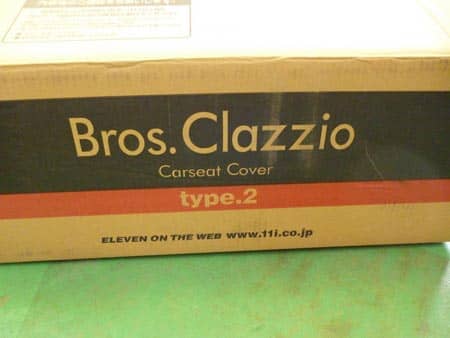 Bros.Clazzio
Carseat Cover
type.2
ELEVEN ON THE WEB www.11i.co.jp